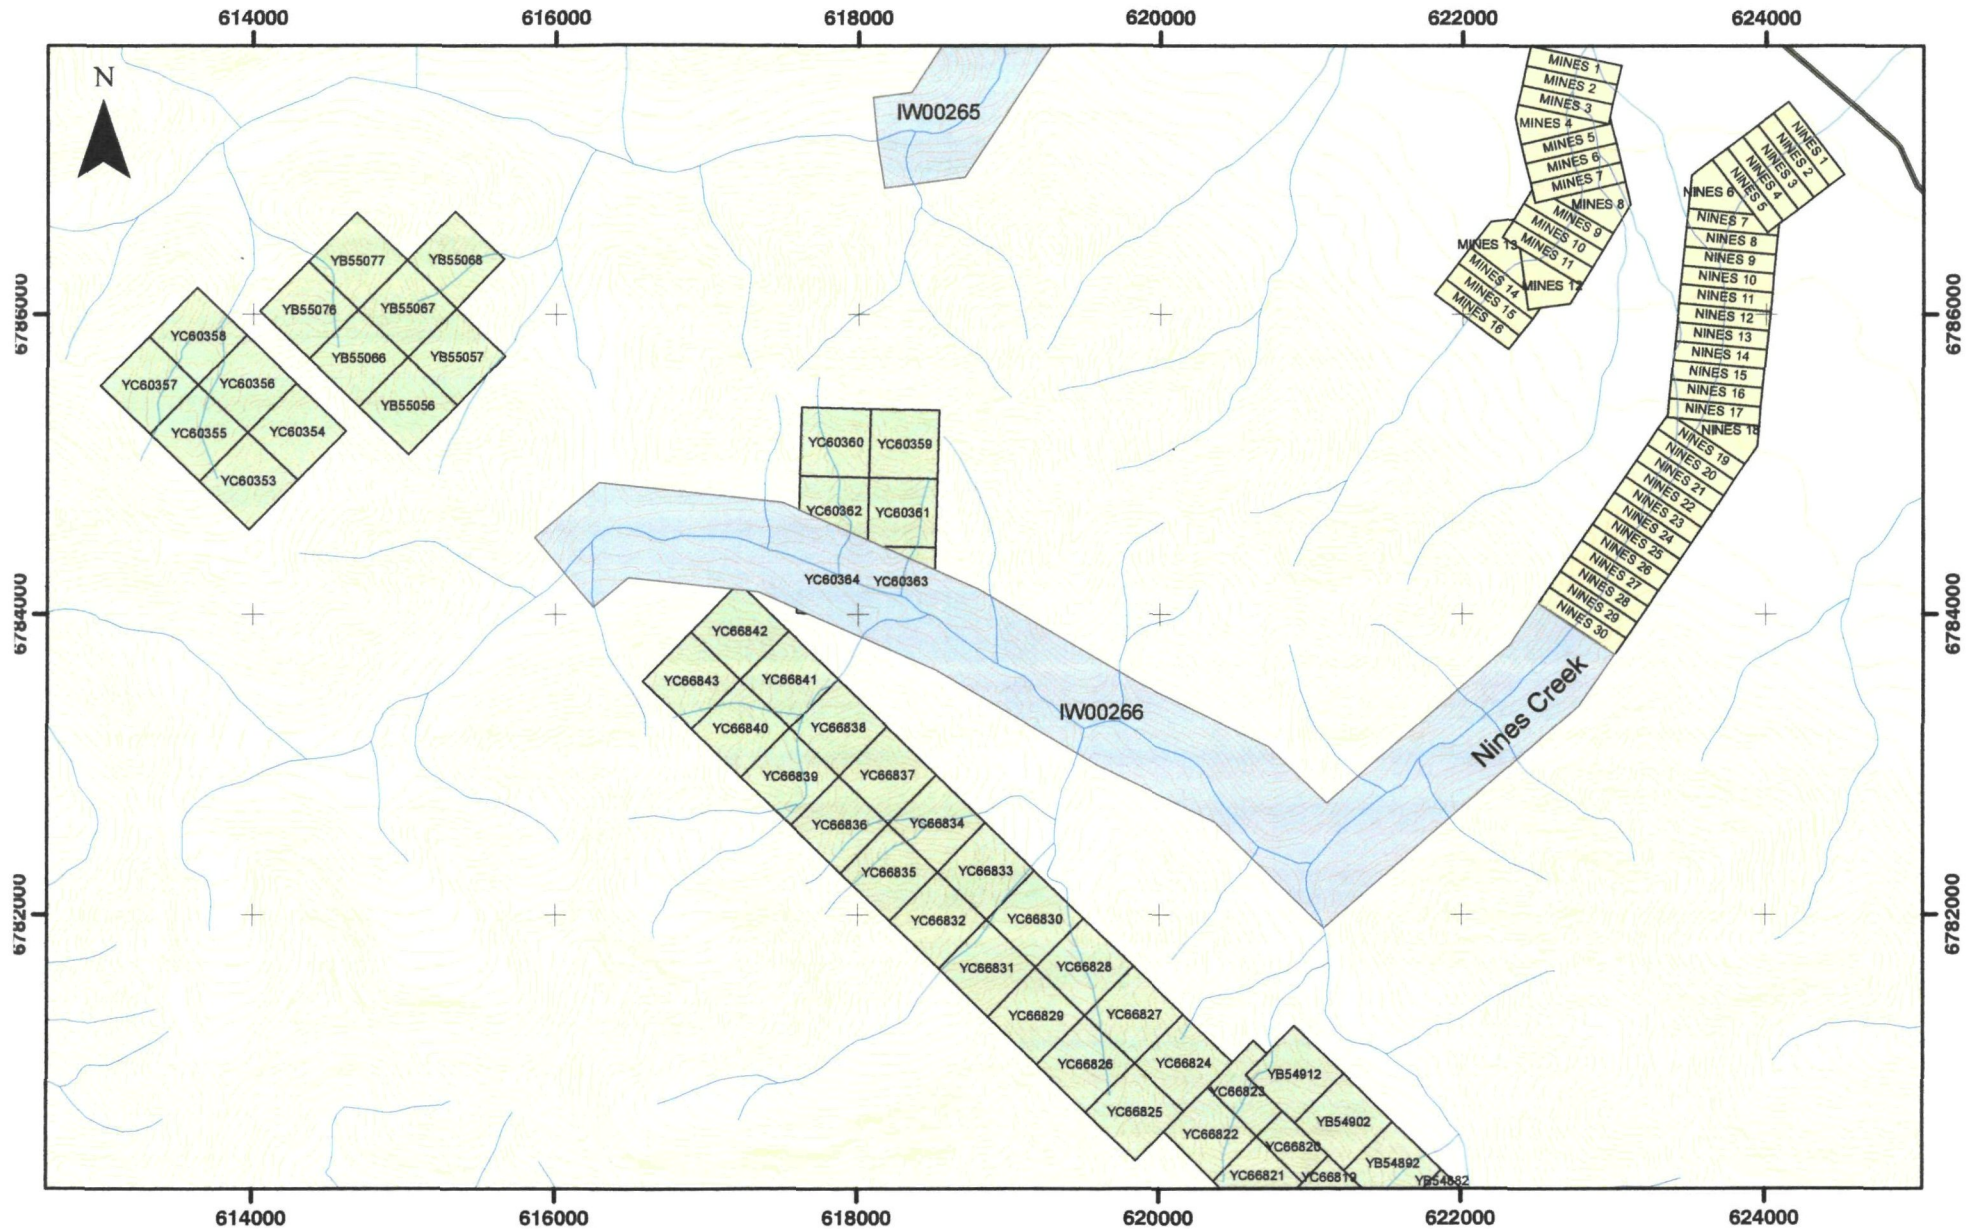 614000 616000 618000 620000 622000 624000
N
IW00265
MINES 1
MINES 2
MINES 3
MINES 4
MINES 5
MINES 6
MINES 7
MINES 8
MINES 9
MINES 10
MINES 11
MINES 12
MINES 13
MINES 14
MINES 15
MINES 16
NINES 1
NINES 2
NINES 3
NINES 4
NINES 5
NINES 6
NINES 7
NINES 8
NINES 9
NINES 10
NINES 11
NINES 12
NINES 13
NINES 14
NINES 15
NINES 16
NINES 17
NINES 18
NINES 19
NINES 20
NINES 21
NINES 22
NINES 23
NINES 24
NINES 25
NINES 26
NINES 27
NINES 28
NINES 29
NINES 30
YB55077
YB55068
YB55076
YB55067
YB55066
YB55057
YB55056
6786000
6786000
YC60358
YC60357
YC60356
YC60355
YC60354
YC60353
YC60360
YC60359
YC60362
YC60361
YC60364
YC60363
6784000
6784000
YC66842
YC66843
YC66841
YC66840
YC66838
YC66839
YC66837
YC66836
YC66834
YC66835
YC66833
YC66832
YC66830
YC66831
YC66828
YC66829
YC66827
YC66826
YC66824
YC66825
YC66823
YC66822
YC66820
YC66821
YC66819
IW00266
Nines Creek
6782000
6782000
YB54912
YB54902
YB54892
YB54882
614000 616000 618000 620000 622000 624000